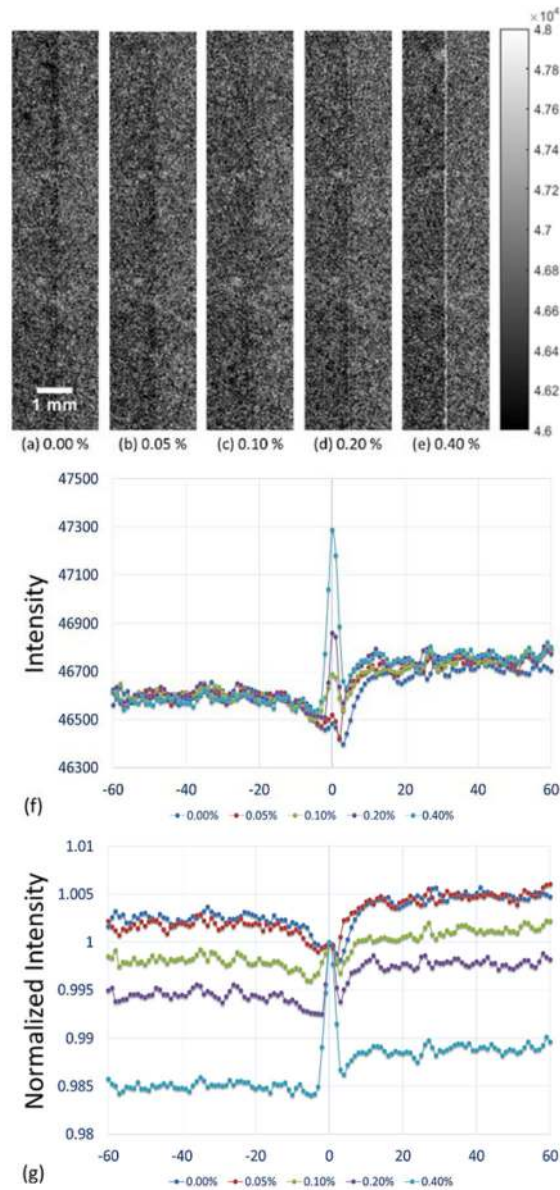 ×10⁴
4.8
4.78
4.76
4.74
4.72
4.7
4.68
4.66
4.64
4.62
4.6
1 mm
(a) 0.00 % (b) 0.05 % (c) 0.10 % (d) 0.20 % (e) 0.40 %
47500
47300
47100
46900
46700
46500
46300
Intensity
-60 -40 -20 0 20 40 60
(f)
0.00% 0.05% 0.10% 0.20% 0.40%
1.01
1.005
1
0.995
0.99
0.985
0.98
Normalized Intensity
-60 -40 -20 0 20 40 60
(g)
0.00% 0.05% 0.10% 0.20% 0.40%